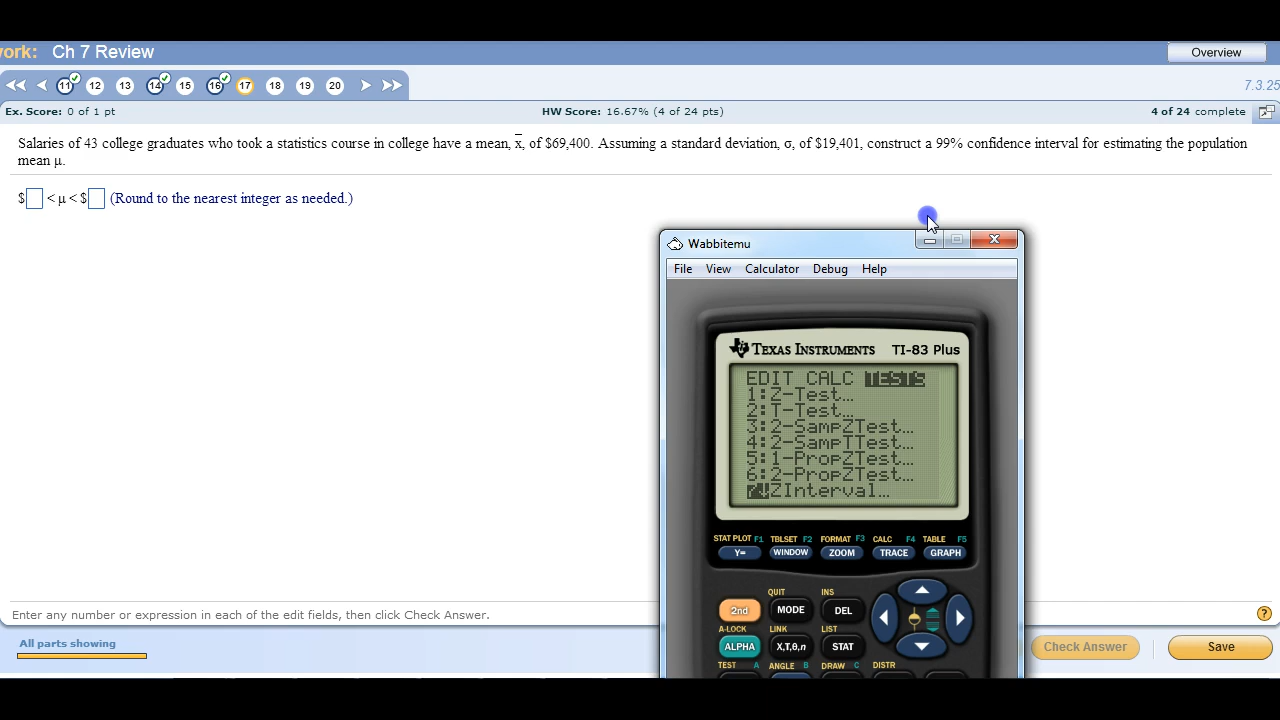 ork: Ch 7 Review
Overview
11 12 13 14 15 16 17 18 19 20
7.3.25
Ex. Score: 0 of 1 pt
HW Score: 16.67% (4 of 24 pts)
4 of 24 complete
Salaries of 43 college graduates who took a statistics course in college have a mean, x̄, of $69,400. Assuming a standard deviation, σ, of $19,401, construct a 99% confidence interval for estimating the population
mean μ.
$ < μ < $ (Round to the nearest integer as needed.)
Wabbitemu
File View Calculator Debug Help
TEXAS INSTRUMENTS TI-83 Plus
EDIT CALC TESTS
1:Z-Test…
2:T-Test…
3:2-SampZTest…
4:2-SampTTest…
5:1-PropZTest…
6:2-PropZTest…
7↓ZInterval…
STAT PLOT F1 TBLSET F2 FORMAT F3 CALC F4 TABLE F5
Y= WINDOW ZOOM TRACE GRAPH
QUIT INS
2nd MODE DEL
A-LOCK LINK LIST
ALPHA X,T,θ,n STAT
TEST A ANGLE B DRAW C DISTR
Enter any number or expression in each of the edit fields, then click Check Answer.
?
All parts showing
Check Answer
Save